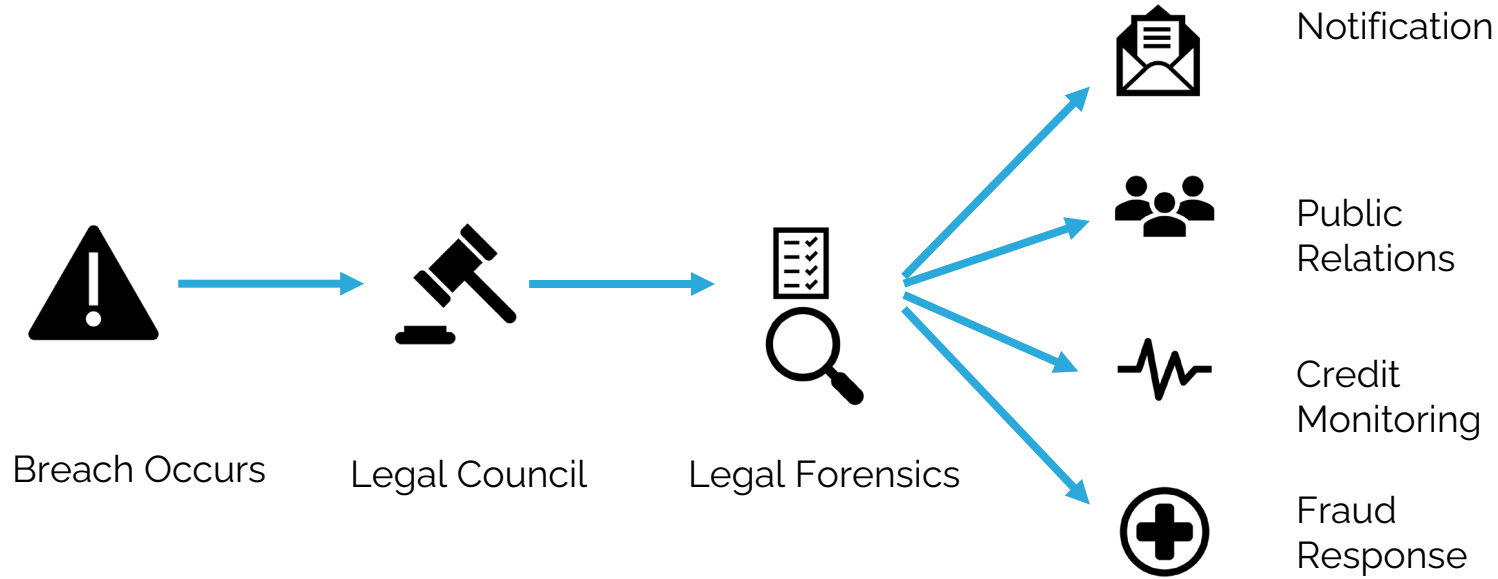 Breach Occurs
Legal Council
Legal Forensics
Notification
Public
Relations
Credit
Monitoring
Fraud
Response